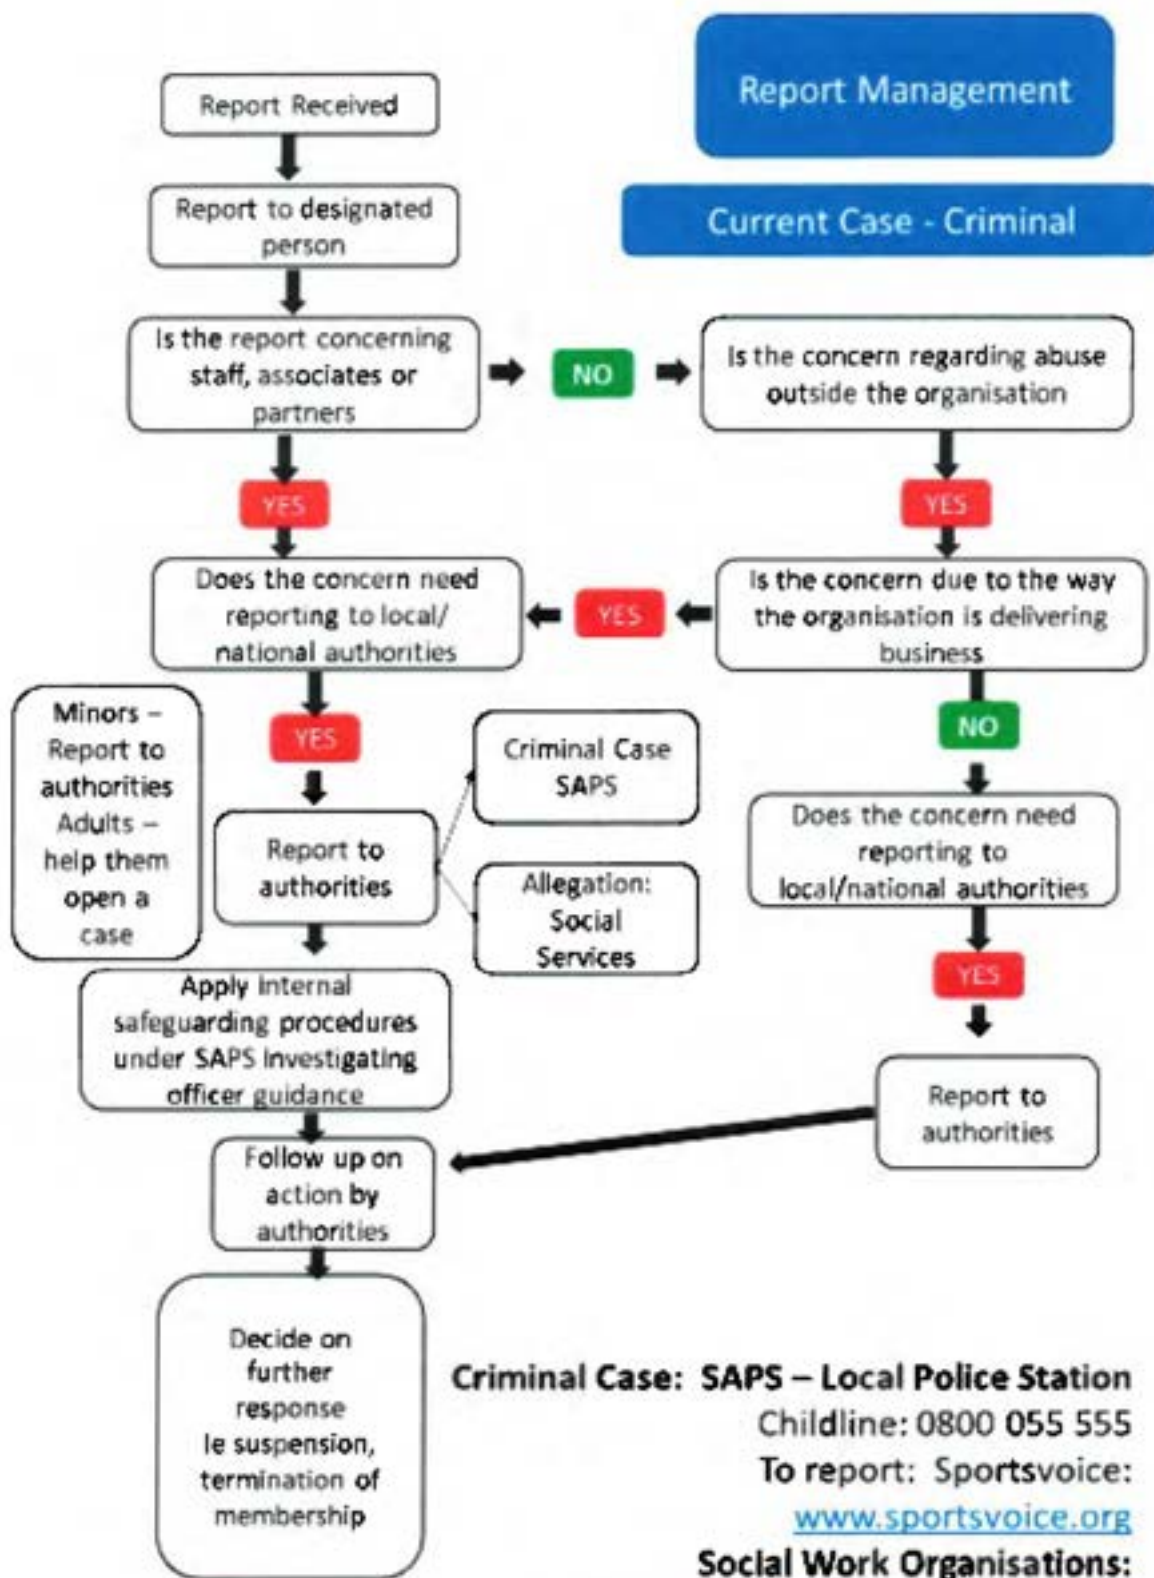 Report Management
Current Case - Criminal
Report Received
Report to designated
person
Is the report concerning
staff, associates or
partners
NO
Is the concern regarding abuse
outside the organisation
YES
YES
Does the concern need
reporting to local/
national authorities
YES
Is the concern due to the way
the organisation is delivering
business
Minors –
Report to
authorities
Adults –
help them
open a
case
YES
NO
Criminal Case
SAPS
Report to
authorities
Allegation:
Social
Services
Does the concern need
reporting to
local/national authorities
YES
Apply internal
safeguarding procedures
under SAPS Investigating
officer guidance
Report to
authorities
Follow up on
action by
authorities
Decide on
further
response
Ie suspension,
termination of
membership
Criminal Case: SAPS – Local Police Station
Childline: 0800 055 555
To report: Sportsvoice:
www.sportsvoice.org
Social Work Organisations: